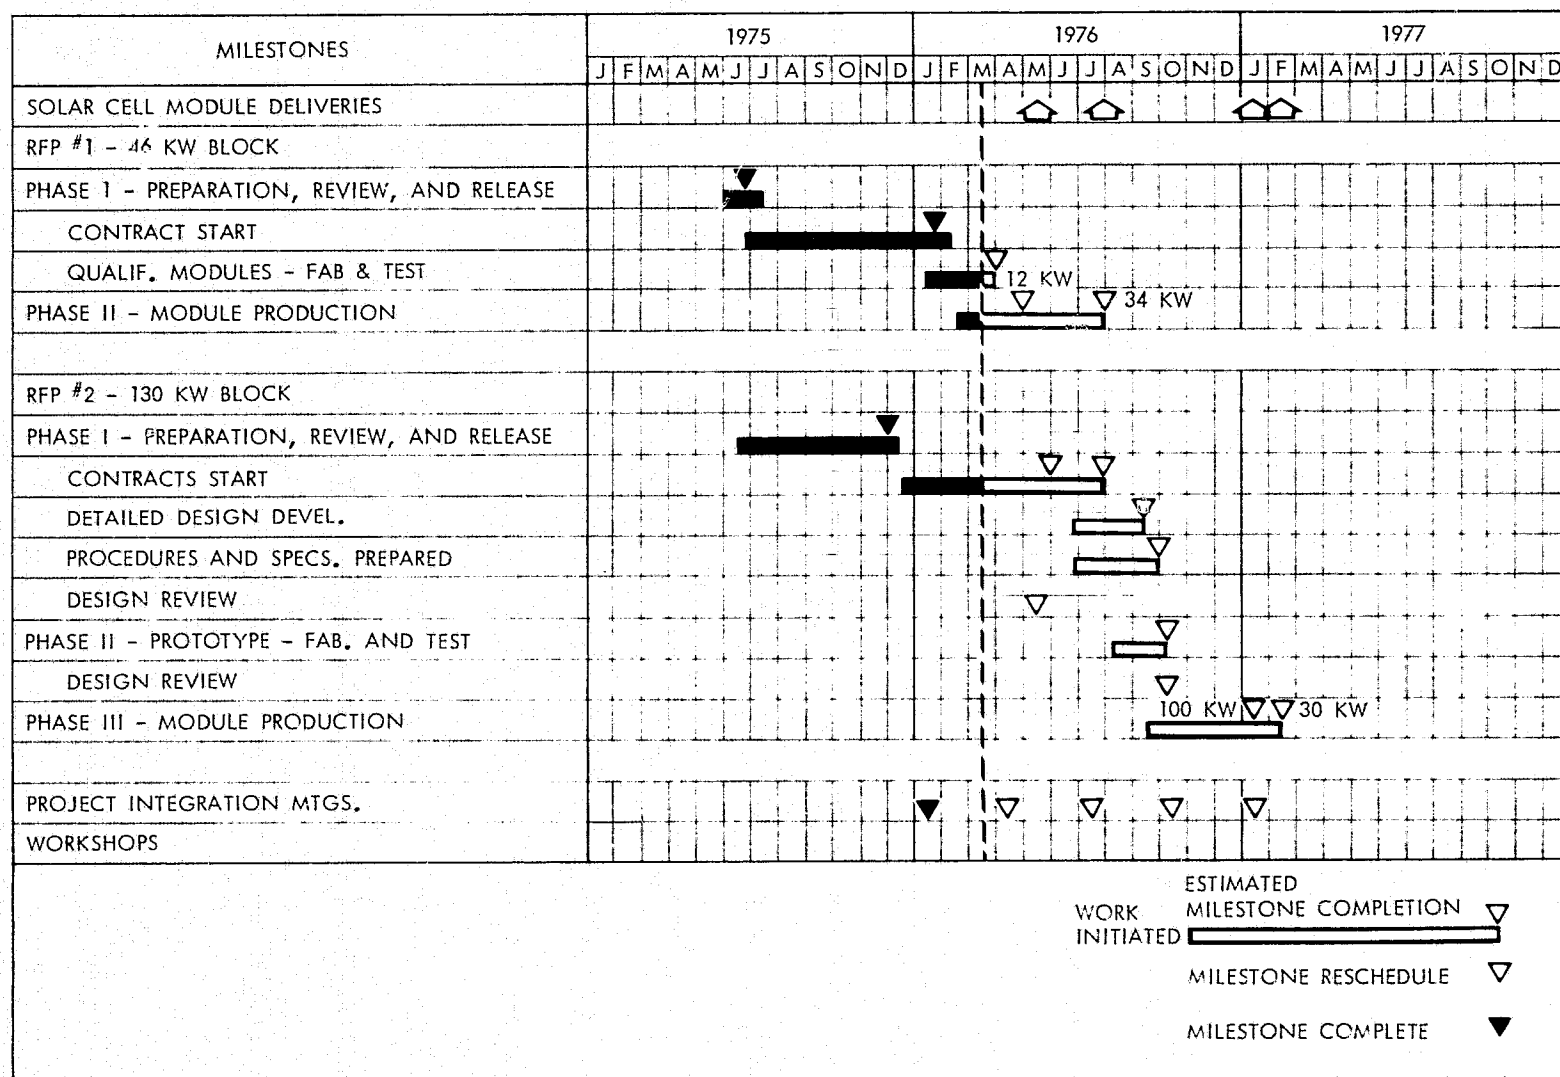 MILESTONES
1975
1976
1977
J F M A M J J A S O N D J F M A M J J A S O N D J F M A M J J A S O N D
SOLAR CELL MODULE DELIVERIES
RFP #1 - 46 KW BLOCK
PHASE I - PREPARATION, REVIEW, AND RELEASE
CONTRACT START
QUALIF. MODULES - FAB & TEST
12 KW
PHASE II - MODULE PRODUCTION
34 KW
RFP #2 - 130 KW BLOCK
PHASE I - PREPARATION, REVIEW, AND RELEASE
CONTRACTS START
DETAILED DESIGN DEVEL.
PROCEDURES AND SPECS. PREPARED
DESIGN REVIEW
PHASE II - PROTOTYPE - FAB. AND TEST
DESIGN REVIEW
PHASE III - MODULE PRODUCTION
100 KW
30 KW
PROJECT INTEGRATION MTGS.
WORKSHOPS
ESTIMATED
WORK MILESTONE COMPLETION
INITIATED
MILESTONE RESCHEDULE
MILESTONE COMPLETE